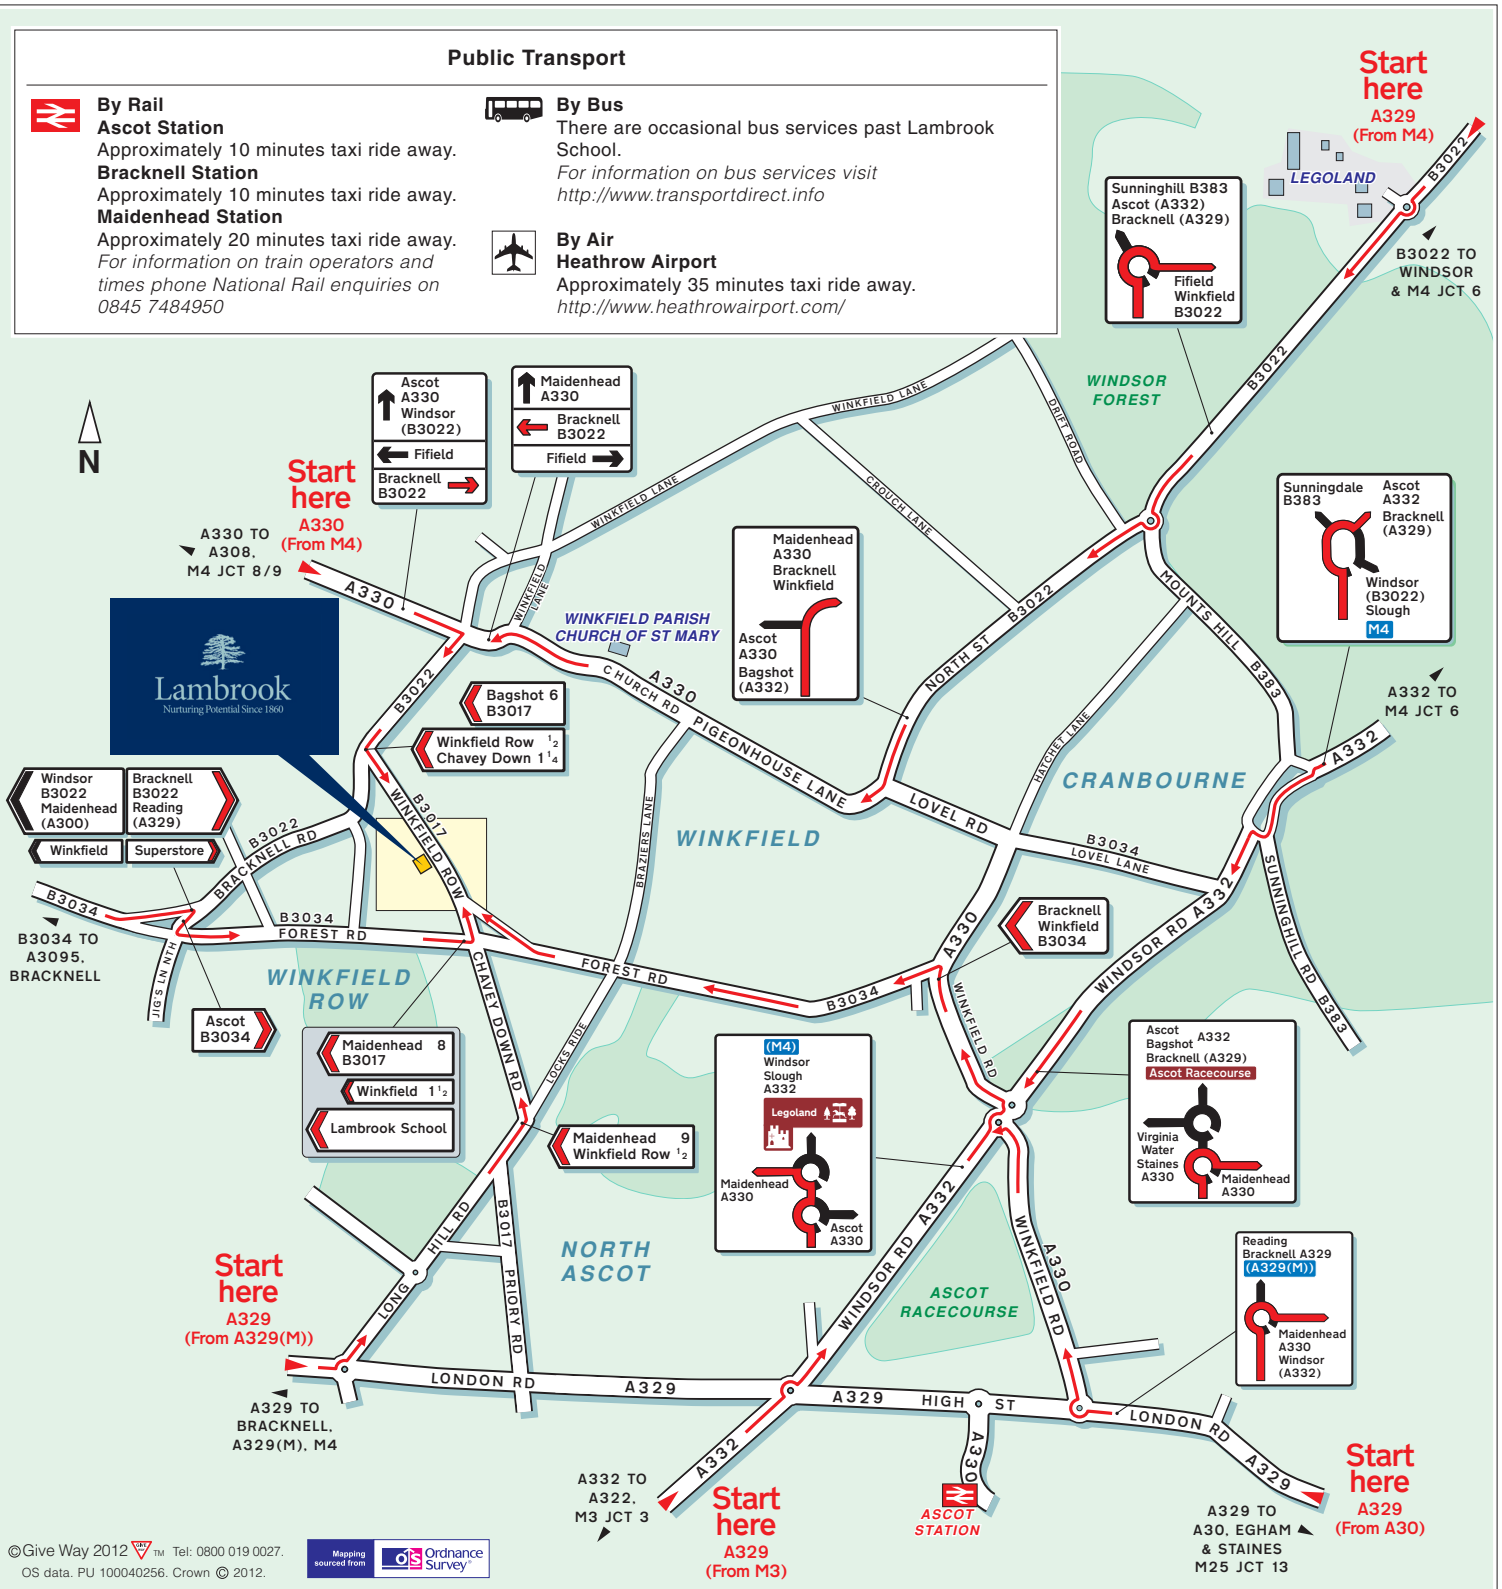 Public Transport
By Rail
Ascot Station
Approximately 10 minutes taxi ride away.
Bracknell Station
Approximately 10 minutes taxi ride away.
Maidenhead Station
Approximately 20 minutes taxi ride away.
For information on train operators and
times phone National Rail enquiries on
0845 7484950
By Bus
There are occasional bus services past Lambrook
School.
For information on bus services visit
http://www.transportdirect.info
By Air
Heathrow Airport
Approximately 35 minutes taxi ride away.
http://www.heathrowairport.com/
Start
here
A329
(From M4)
B3022
LEGOLAND
B3022 TO
WINDSOR
& M4 JCT 6
Sunninghill B383
Ascot (A332)
Bracknell (A329)
Fifield
Winkfield
B3022
B3022
WINDSOR
FOREST
WINKFIELD LANE
DRIFT ROAD
CROUCH LANE
WINKFIELD LANE
Ascot
A330
Windsor
(B3022)
Fifield
Bracknell
B3022
Maidenhead
A330
Bracknell
B3022
Fifield
N
Start
here
A330
(From M4)
A330 TO
A308,
M4 JCT 8/9
A330
WINKFIELD
LANE
WINKFIELD PARISH
CHURCH OF ST MARY
Maidenhead
A330
Bracknell
Winkfield
Ascot
A330
Bagshot
(A332)
Sunningdale
B383
Ascot
A332
Bracknell
(A329)
Windsor
(B3022)
Slough
M4
A332 TO
M4 JCT 6
A332
MOUNTS HILL
B383
B3022
NORTH ST
HATCHET LANE
CRANBOURNE
Lambrook
Nurturing Potential Since 1860
B3022
Bagshot 6
B3017
Winkfield Row 1/2
Chavey Down 1 1/4
A330
CHURCH RD
PIGEONHOUSE LANE
LOVEL RD
B3034
LOVEL LANE
WINKFIELD
BRAZIERS LANE
Windsor
B3022
Maidenhead
(A300)
Winkfield
Bracknell
B3022
Reading
(A329)
Superstore
B3022
BRACKNELL RD
B3017
WINKFIELD ROW
B3034
B3034 TO
A3095,
BRACKNELL
JIG'S LN NTH
B3034
FOREST RD
WINKFIELD
ROW
Ascot
B3034
Maidenhead 8
B3017
Winkfield 1 1/2
Lambrook School
CHAVEY DOWN RD
FOREST RD
LOCKS RIDE
B3034
A330
Bracknell
Winkfield
B3034
WINDSOR RD A332
SUNNINGHILL RD
B383
WINKFIELD RD
(M4)
Windsor
Slough
A332
Legoland
Maidenhead
A330
Ascot
A330
Ascot
Bagshot
A332
Bracknell (A329)
Ascot Racecourse
Virginia
Water
Staines
A330
Maidenhead
A330
Maidenhead 9
Winkfield Row 1/2
B3017
PRIORY RD
LONG HILL RD
NORTH
ASCOT
WINDSOR RD A332
ASCOT
RACECOURSE
A330
WINKFIELD RD
Reading
Bracknell A329
(A329(M))
Maidenhead
A330
Windsor
(A332)
Start
here
A329
(From A329(M))
A329 TO
BRACKNELL,
A329(M), M4
LONDON RD
A329
A329
HIGH ST
LONDON RD
A329
A332
A332 TO
A322,
M3 JCT 3
Start
here
A329
(From M3)
A330
ASCOT
STATION
A329 TO
A30, EGHAM
& STAINES
M25 JCT 13
Start
here
A329
(From A30)
© Give Way 2012 GIVE WAY TM Tel: 0800 019 0027.
OS data. PU 100040256. Crown © 2012.
Mapping
sourced from
OS Ordnance
Survey®